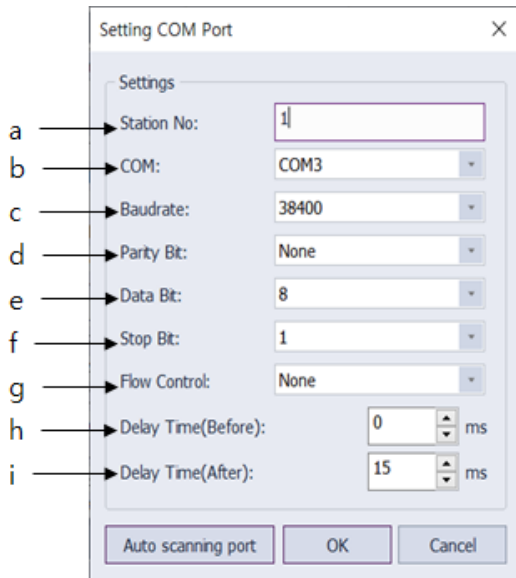 Setting COM Port
Settings
a Station No: 1
b COM: COM3
c Baudrate: 38400
d Parity Bit: None
e Data Bit: 8
f Stop Bit: 1
g Flow Control: None
h Delay Time(Before): 0 ms
i Delay Time(After): 15 ms
Auto scanning port OK Cancel